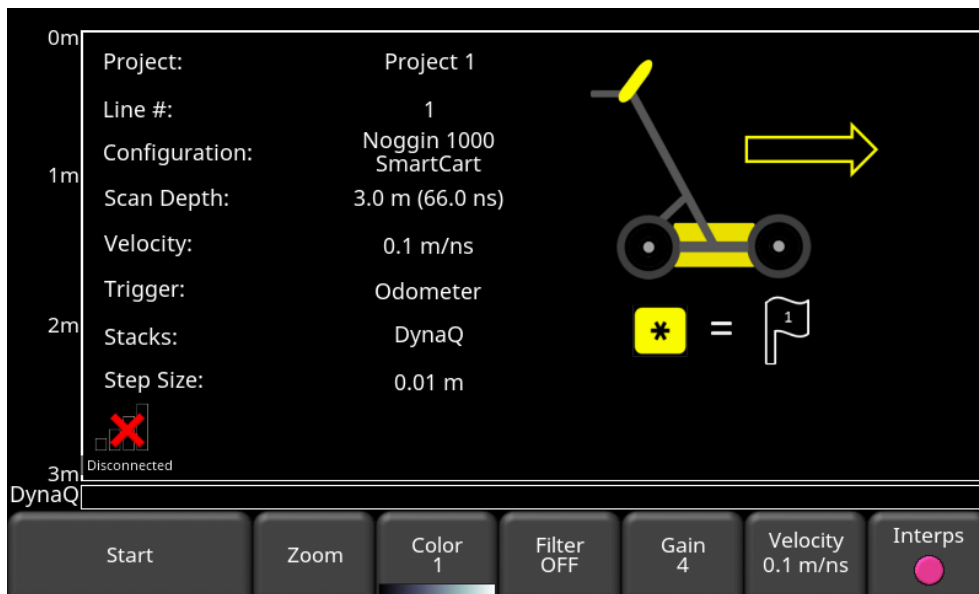 0m
Project: Project 1
Line #: 1
Configuration: Noggin 1000
SmartCart
1m
Scan Depth: 3.0 m (66.0 ns)
Velocity: 0.1 m/ns
Trigger: Odometer
2m
Stacks: DynaQ
* = 1
Step Size: 0.01 m
Disconnected
3m
DynaQ
Start
Zoom
Color
1
Filter
OFF
Gain
4
Velocity
0.1 m/ns
Interps